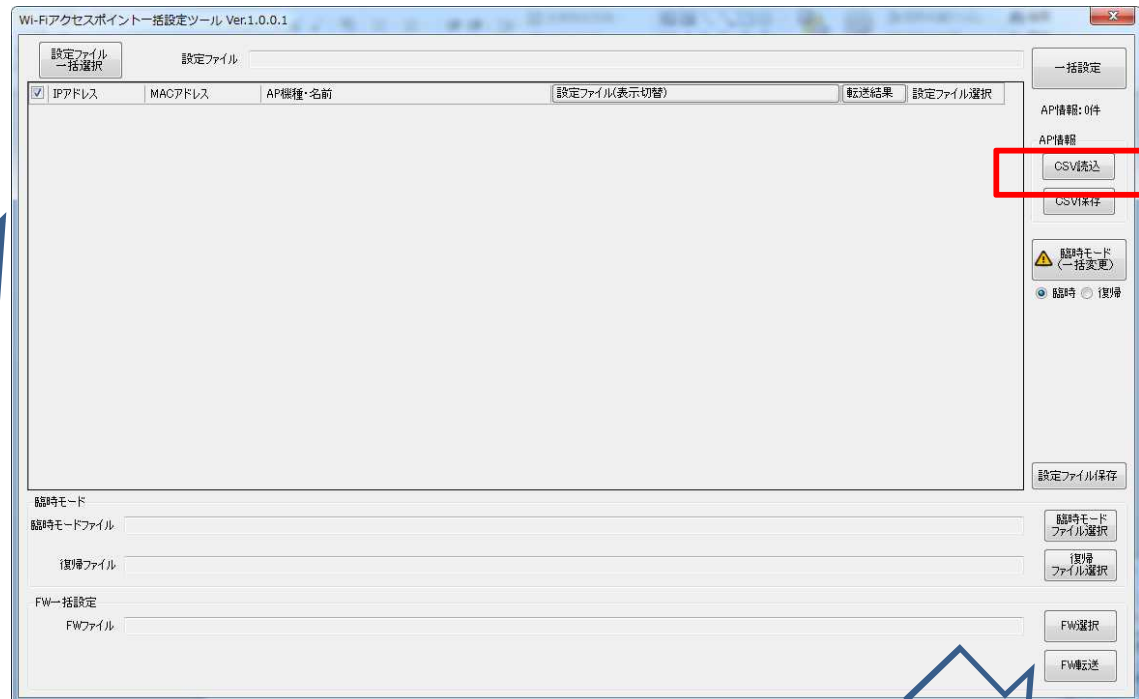 Wi-Fiアクセスポイント一括設定ツール Ver.1.0.0.1
設定ファイル
一括選択
設定ファイル
一括設定
IPアドレス MACアドレス AP機種・名前 設定ファイル(表示切替) 転送結果 設定ファイル選択
AP情報：0件
AP情報
CSV読込
CSV保存
臨時モード
(一括変更)
臨時 復帰
設定ファイル保存
臨時モード
臨時モードファイル
臨時モード
ファイル選択
復帰ファイル
復帰
ファイル選択
FW一括設定
FWファイル
FW選択
FW転送